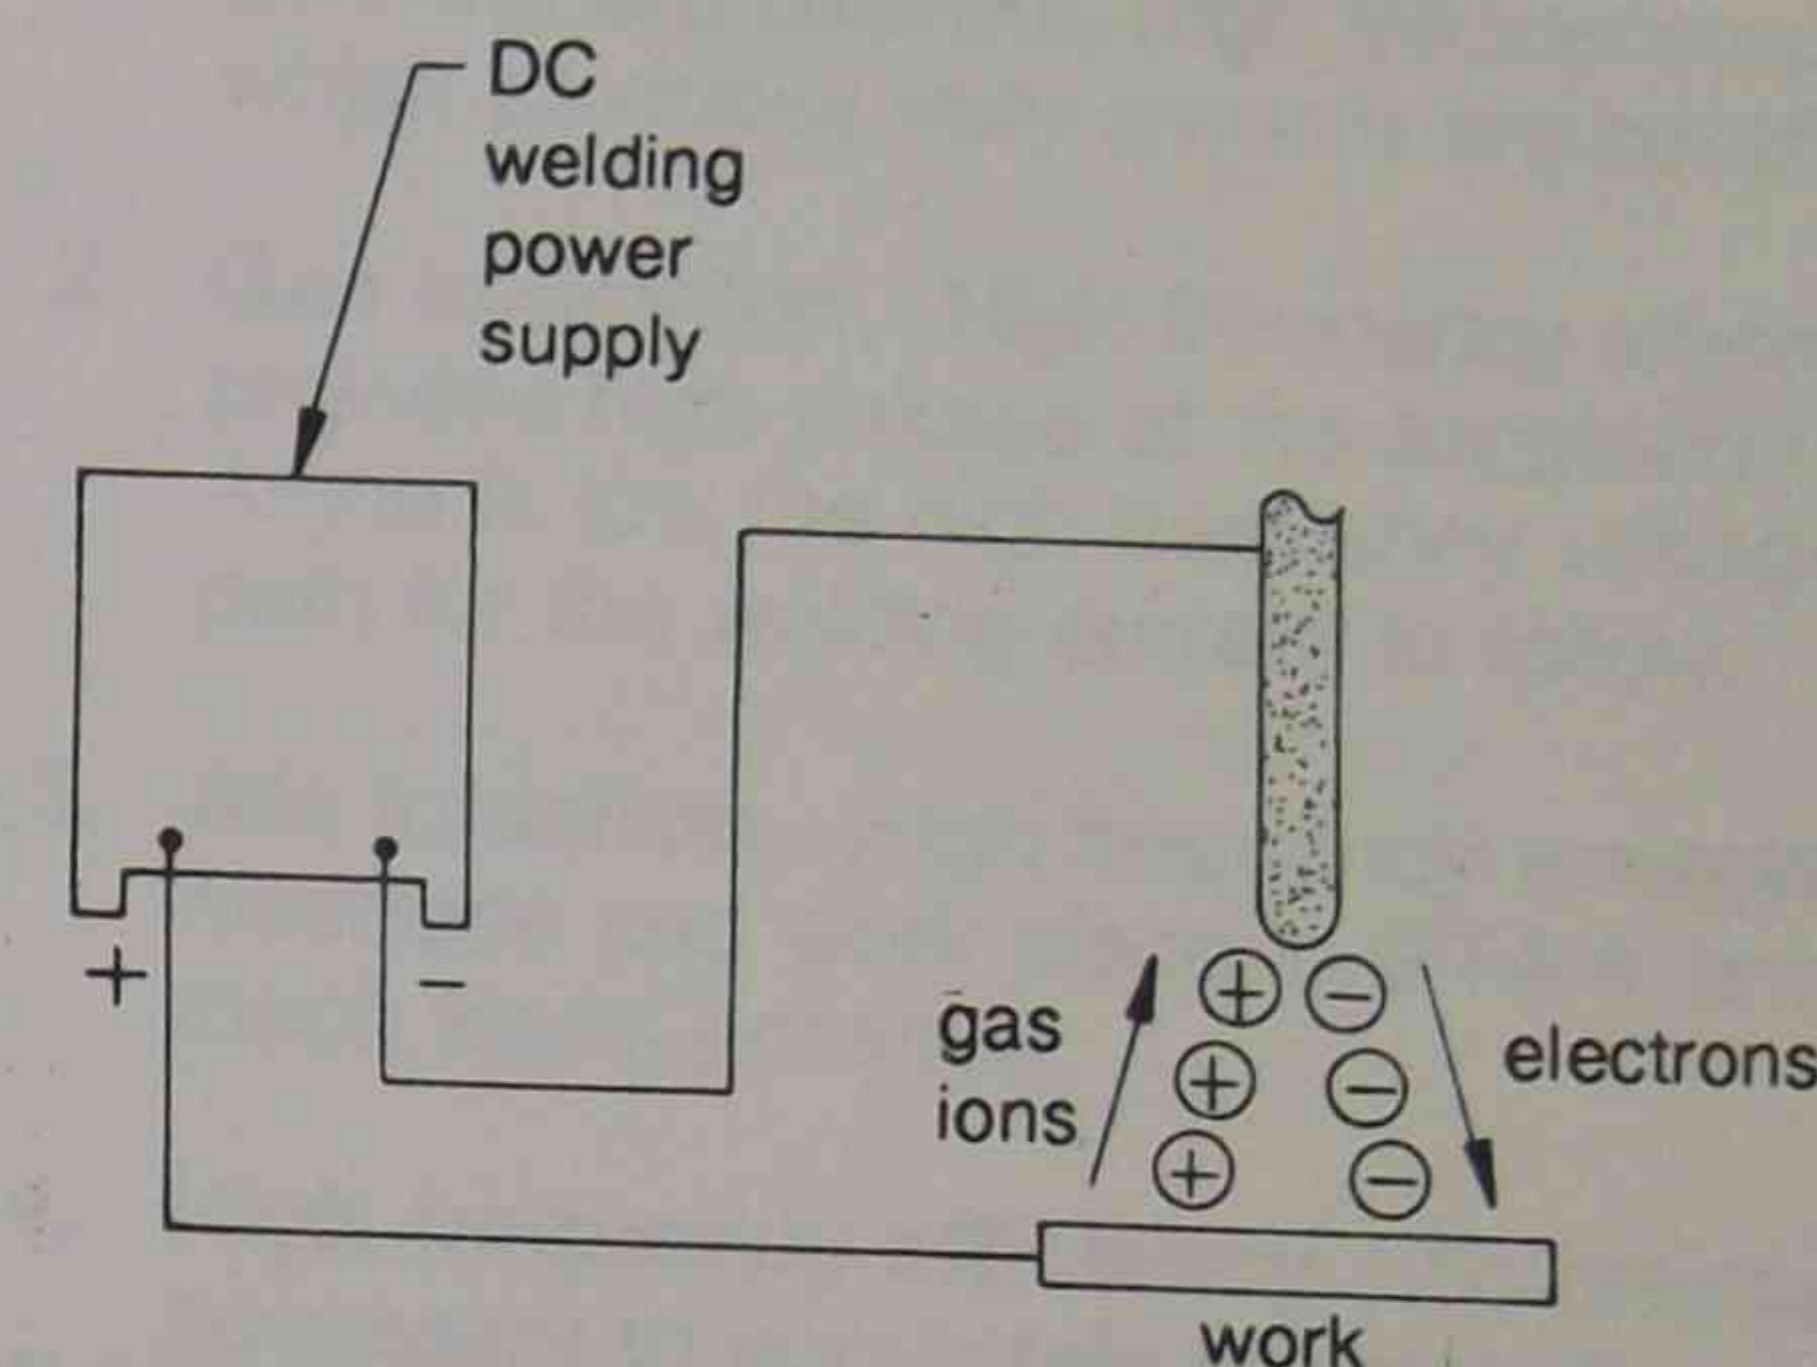 DC
welding
power
supply
+
−
gas
ions
+
−
+
−
+
−
electrons
work